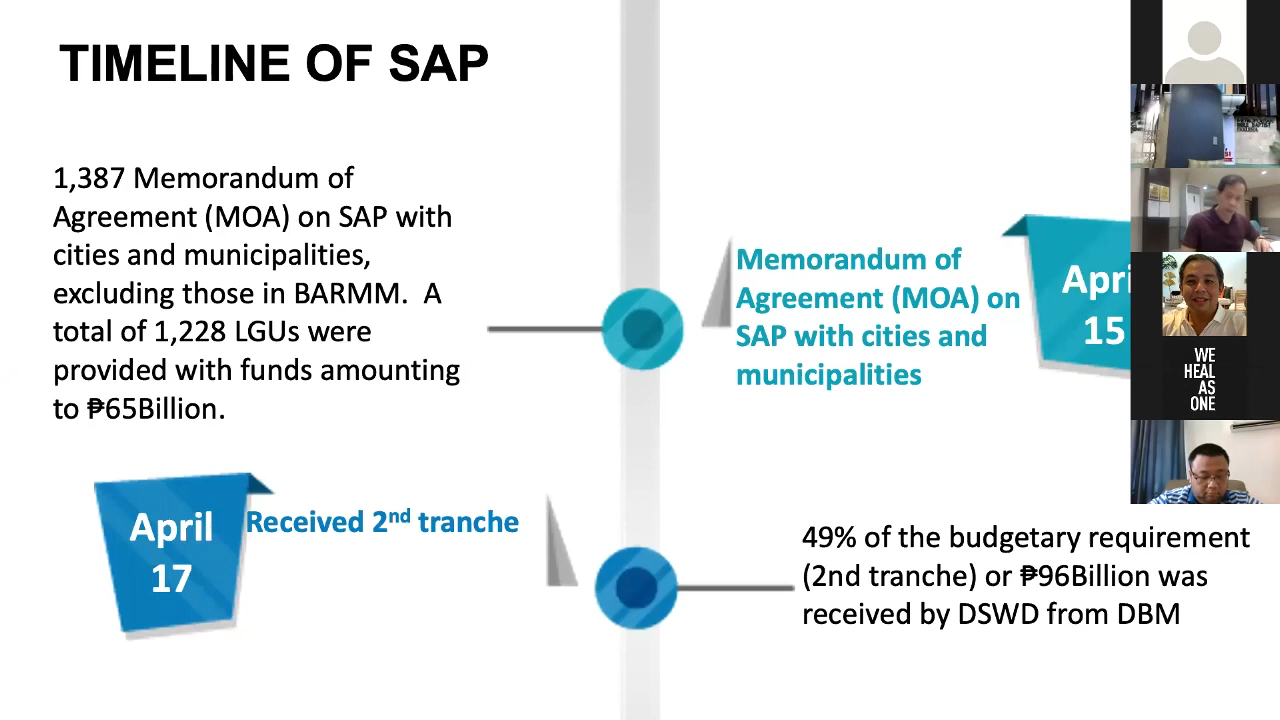 TIMELINE OF SAP
1,387 Memorandum of
Agreement (MOA) on SAP with
cities and municipalities,
excluding those in BARMM. A
total of 1,228 LGUs were
provided with funds amounting
to ₱65Billion.
Memorandum of
Agreement (MOA) on
SAP with cities and
municipalities
Apri
15
WE
HEAL
AS
ONE
April
17
Received 2nd tranche
49% of the budgetary requirement
(2nd tranche) or ₱96Billion was
received by DSWD from DBM